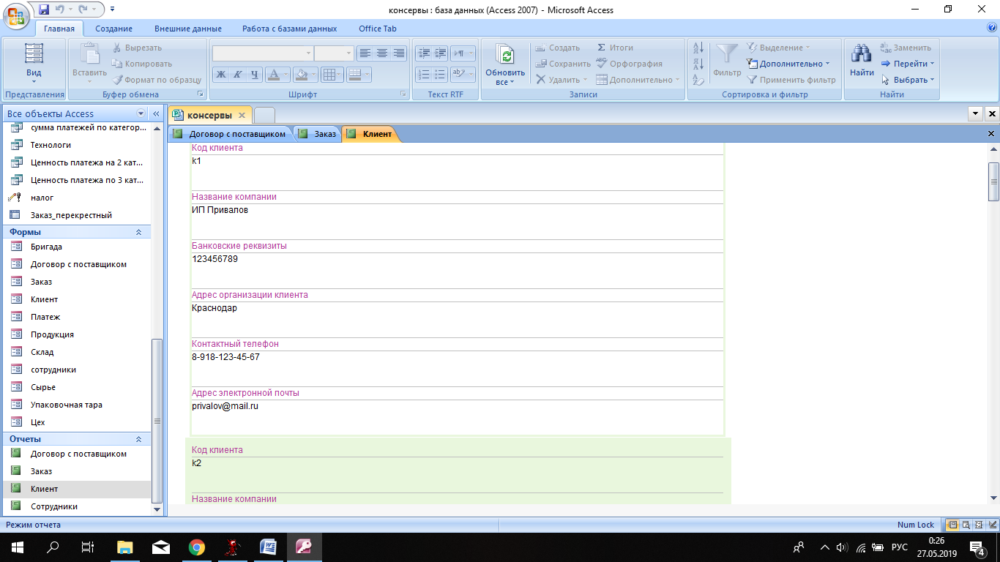 консервы : база данных (Access 2007) - Microsoft Access
Главная Создание Внешние данные Работа с базами данных Office Tab
Вид
Представления
Вставить
Вырезать
Копировать
Формат по образцу
Буфер обмена
Ж К Ч
Шрифт
Текст RTF
Обновить все
Создать
Сохранить
Удалить
Итоги
Орфография
Дополнительно
Записи
Фильтр
Выделение
Дополнительно
Применить фильтр
Сортировка и фильтр
Найти
Заменить
Перейти
Выбрать
Найти
Все объекты Access
сумма платежей по категор...
Технологи
Ценность платежа на 2 кат...
Ценность платежа по 3 кат...
налог
Заказ_перекрестный
Формы
Бригада
Договор с поставщиком
Заказ
Клиент
Платеж
Продукция
Склад
сотрудники
Сырье
Упаковочная тара
Цех
Отчеты
Договор с поставщиком
Заказ
Клиент
Сотрудники
консервы
Договор с поставщиком Заказ Клиент
Код клиента
k1
Название компании
ИП Привалов
Банковские реквизиты
123456789
Адрес организации клиента
Краснодар
Контактный телефон
8-918-123-45-67
Адрес электронной почты
privalov@mail.ru
Код клиента
k2
Название компании
Режим отчета
Num Lock
РУС
0:26
27.05.2019
4